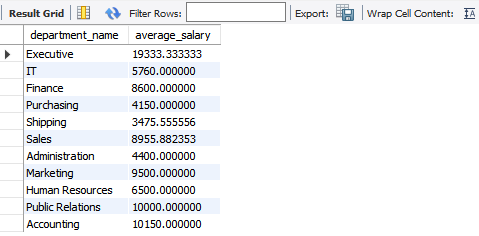 Result Grid Filter Rows: Export: Wrap Cell Content:
department_name average_salary
Executive 19333.333333
IT 5760.000000
Finance 8600.000000
Purchasing 4150.000000
Shipping 3475.555556
Sales 8955.882353
Administration 4400.000000
Marketing 9500.000000
Human Resources 6500.000000
Public Relations 10000.000000
Accounting 10150.000000